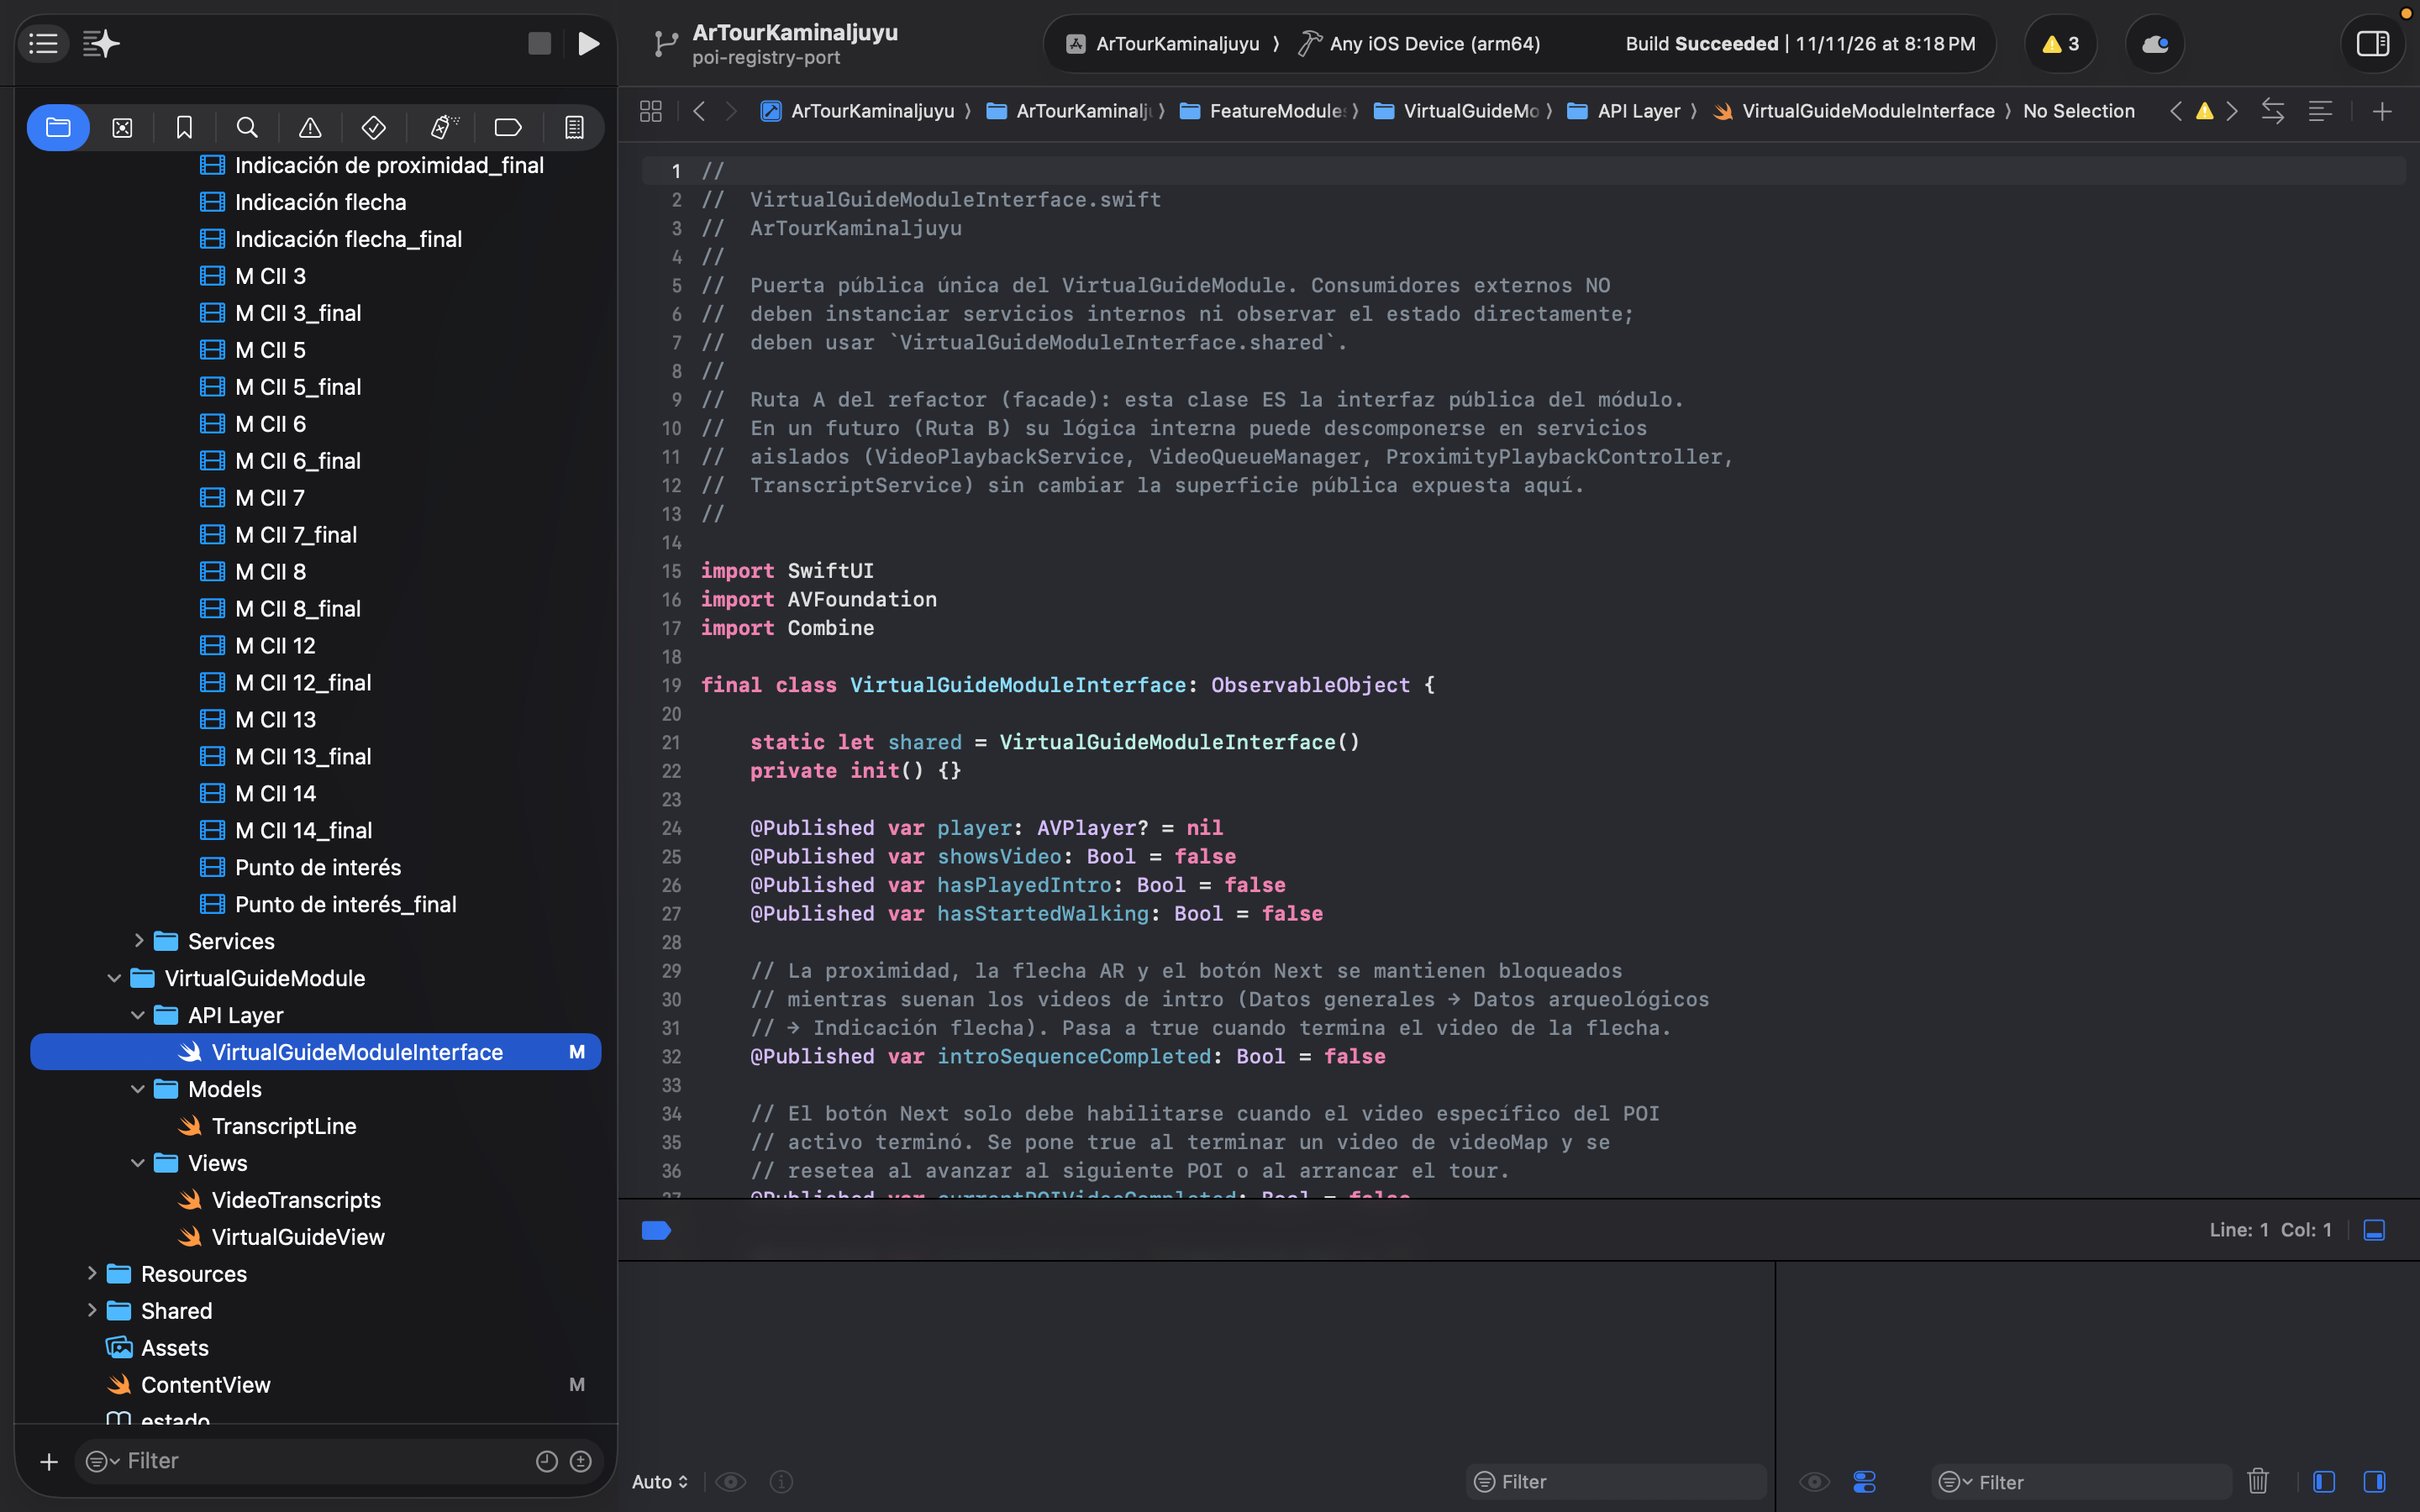 ArTourKaminaljuyu
poi-registry-port
ArTourKaminaljuyu 〉 Any iOS Device (arm64)
Build Succeeded | 11/11/26 at 8:18 PM
3
ArTourKaminaljuyu 〉 ArTourKaminalj 〉 FeatureModule 〉 VirtualGuideMo 〉 API Layer 〉 VirtualGuideModuleInterface 〉 No Selection
Indicación de proximidad_final
Indicación flecha
Indicación flecha_final
M CII 3
M CII 3_final
M CII 5
M CII 5_final
M CII 6
M CII 6_final
M CII 7
M CII 7_final
M CII 8
M CII 8_final
M CII 12
M CII 12_final
M CII 13
M CII 13_final
M CII 14
M CII 14_final
Punto de interés
Punto de interés_final
Services
VirtualGuideModule
API Layer
VirtualGuideModuleInterface M
Models
TranscriptLine
Views
VideoTranscripts
VirtualGuideView
Resources
Shared
Assets
ContentView M
estado
Filter
1 //
2 // VirtualGuideModuleInterface.swift
3 // ArTourKaminaljuyu
4 //
5 // Puerta pública única del VirtualGuideModule. Consumidores externos NO
6 // deben instanciar servicios internos ni observar el estado directamente;
7 // deben usar `VirtualGuideModuleInterface.shared`.
8 //
9 // Ruta A del refactor (facade): esta clase ES la interfaz pública del módulo.
10 // En un futuro (Ruta B) su lógica interna puede descomponerse en servicios
11 // aislados (VideoPlaybackService, VideoQueueManager, ProximityPlaybackController,
12 // TranscriptService) sin cambiar la superficie pública expuesta aquí.
13 //
14
15 import SwiftUI
16 import AVFoundation
17 import Combine
18
19 final class VirtualGuideModuleInterface: ObservableObject {
20
21 static let shared = VirtualGuideModuleInterface()
22 private init() {}
23
24 @Published var player: AVPlayer? = nil
25 @Published var showsVideo: Bool = false
26 @Published var hasPlayedIntro: Bool = false
27 @Published var hasStartedWalking: Bool = false
28
29 // La proximidad, la flecha AR y el botón Next se mantienen bloqueados
30 // mientras suenan los videos de intro (Datos generales → Datos arqueológicos
31 // → Indicación flecha). Pasa a true cuando termina el video de la flecha.
32 @Published var introSequenceCompleted: Bool = false
33
34 // El botón Next solo debe habilitarse cuando el video específico del POI
35 // activo terminó. Se pone true al terminar un video de videoMap y se
36 // resetea al avanzar al siguiente POI o al arrancar el tour.
37 @Published var currentPOIVideoCompleted: Bool = false
Line: 1 Col: 1
Auto
Filter
Filter